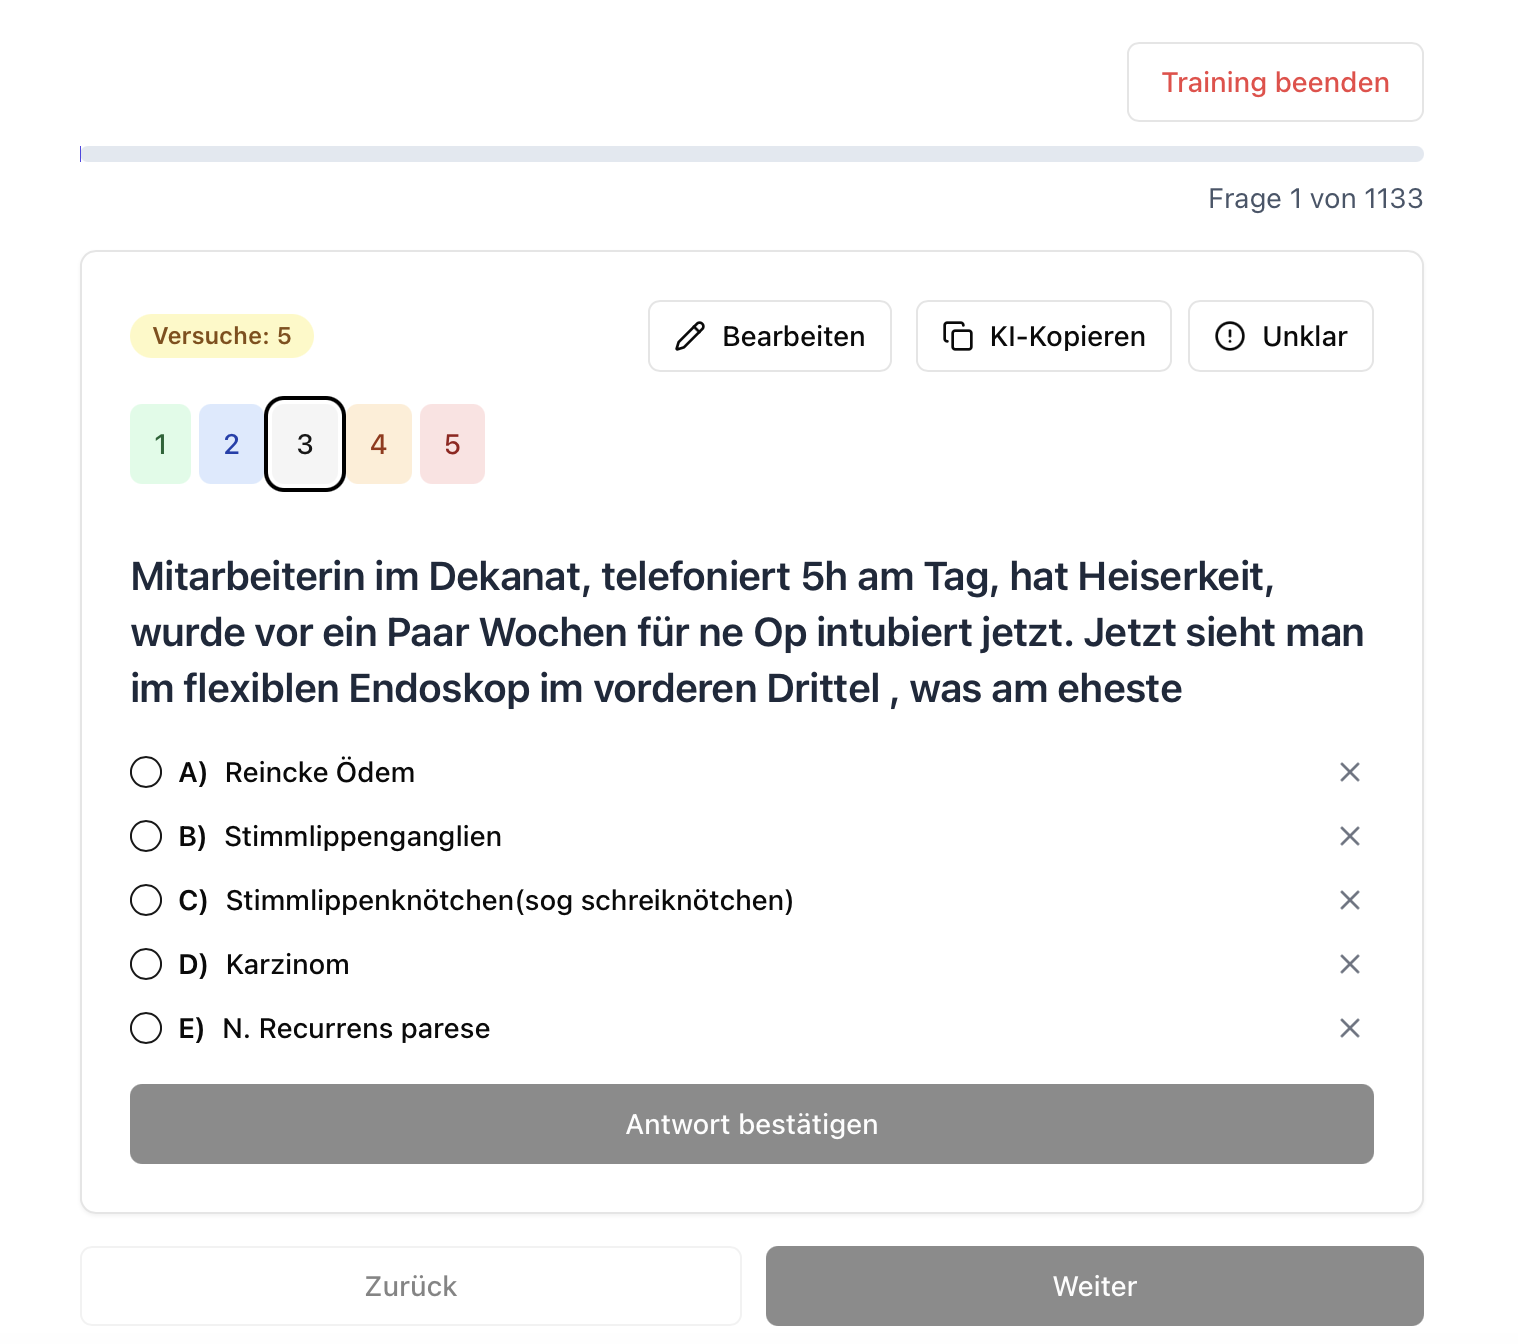 Training beenden
Frage 1 von 1133
Versuche: 5
Bearbeiten
KI-Kopieren
Unklar
1 2 3 4 5
Mitarbeiterin im Dekanat, telefoniert 5h am Tag, hat Heiserkeit,
wurde vor ein Paar Wochen für ne Op intubiert jetzt. Jetzt sieht man
im flexiblen Endoskop im vorderen Drittel , was am eheste
A) Reincke Ödem
B) Stimmlippenganglien
C) Stimmlippenknötchen(sog schreiknötchen)
D) Karzinom
E) N. Recurrens parese
Antwort bestätigen
Zurück
Weiter